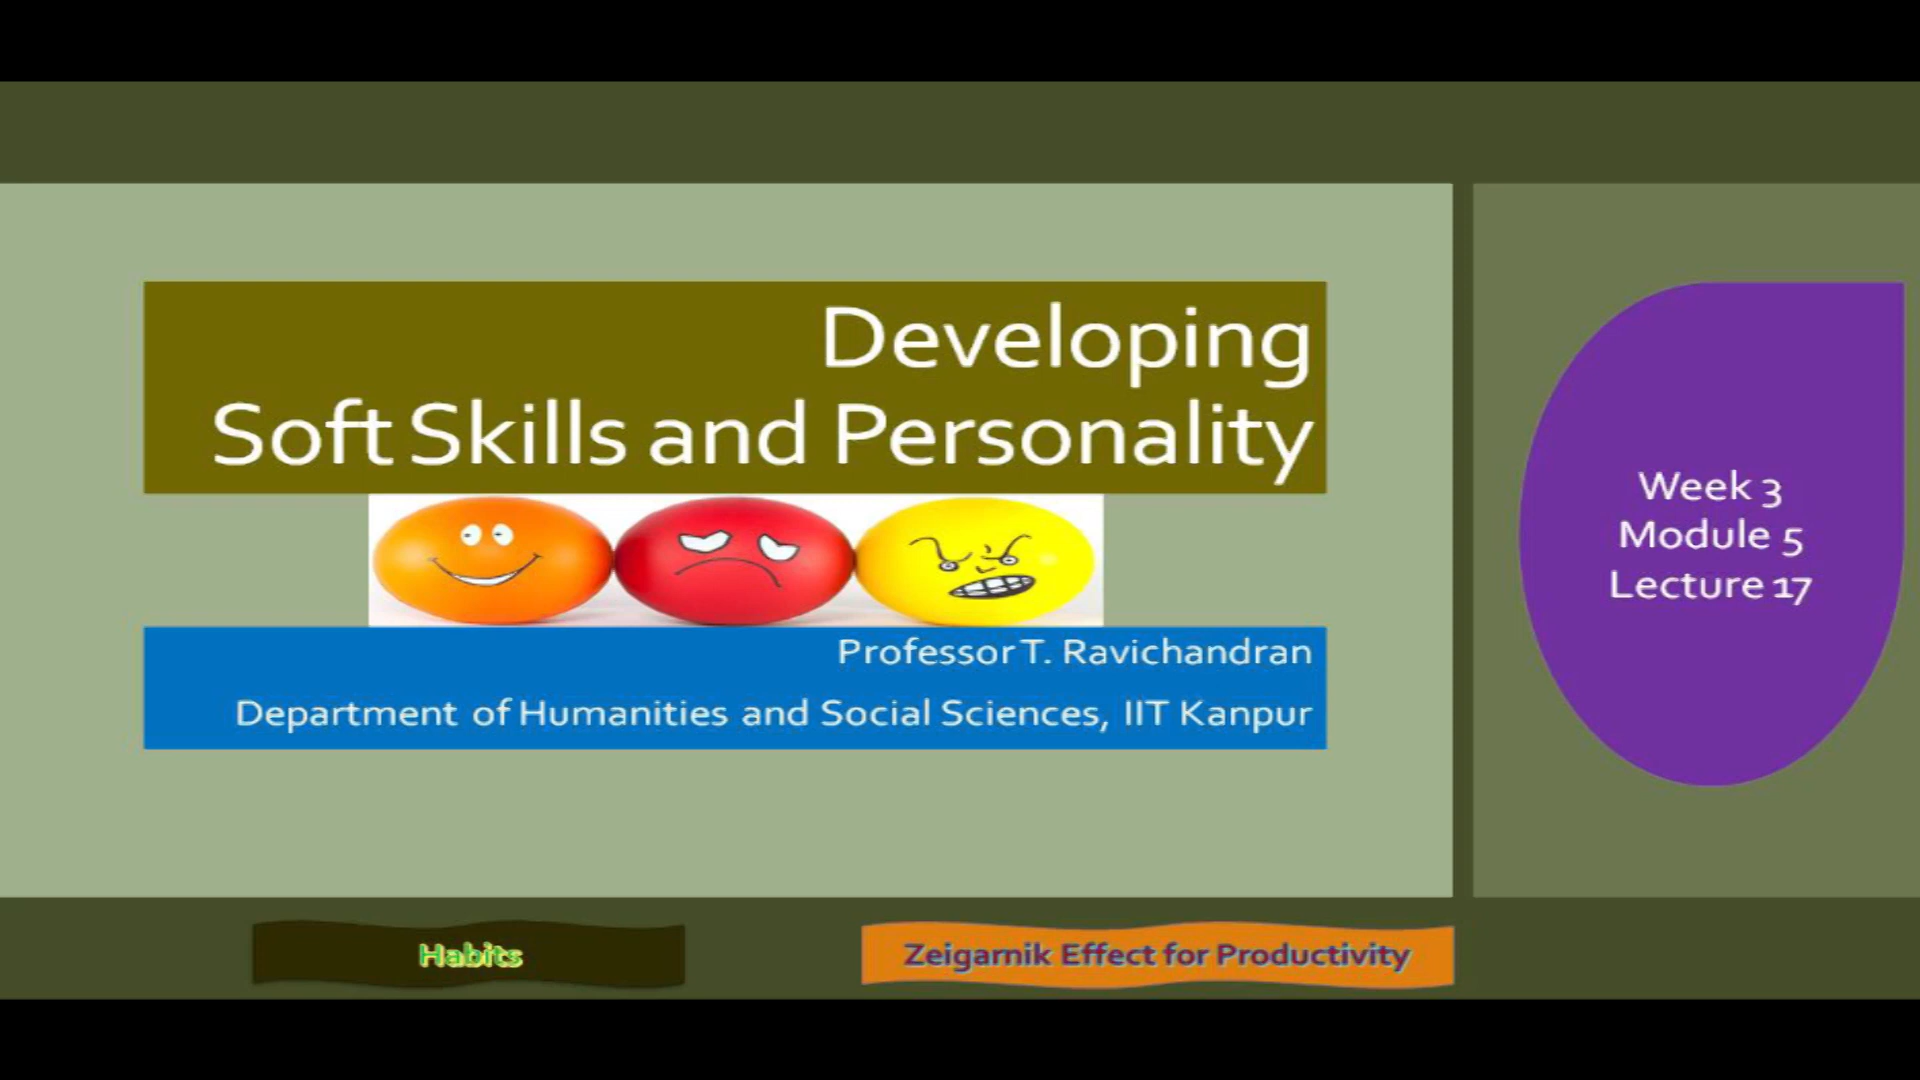 Developing
Soft Skills and Personality
Professor T. Ravichandran
Department of Humanities and Social Sciences, IIT Kanpur
Week 3
Module 5
Lecture 17
Habits
Zeigarnik Effect for Productivity